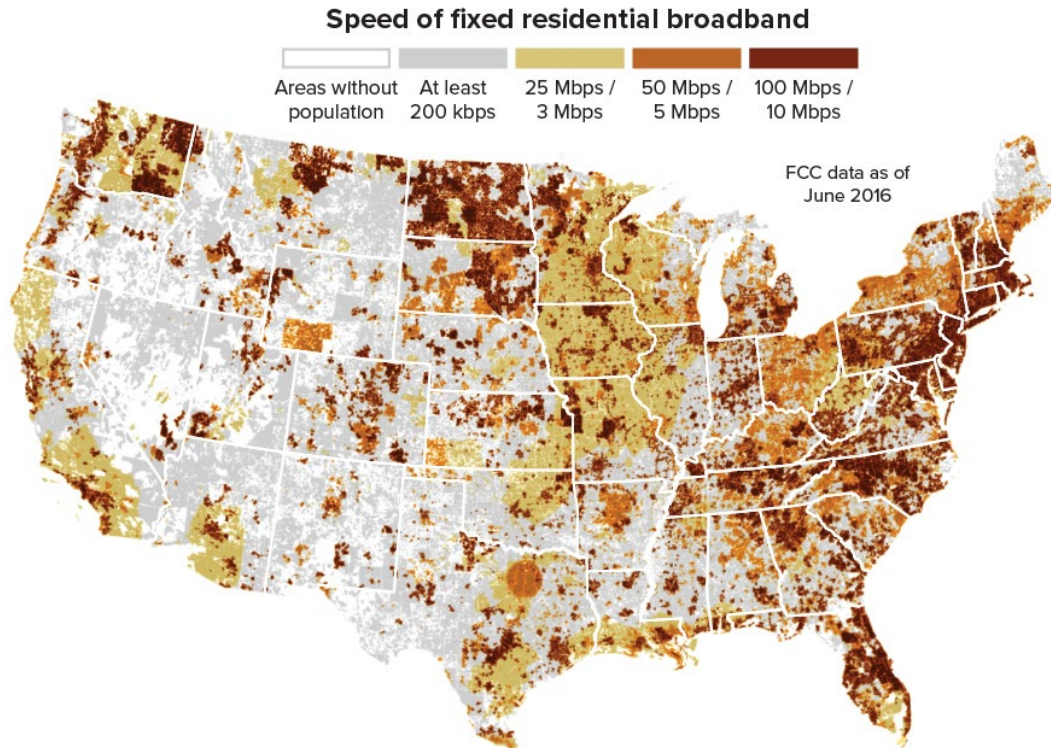 Speed of fixed residential broadband
Areas without
population
At least
200 kbps
25 Mbps /
3 Mbps
50 Mbps /
5 Mbps
100 Mbps /
10 Mbps
FCC data as of
June 2016